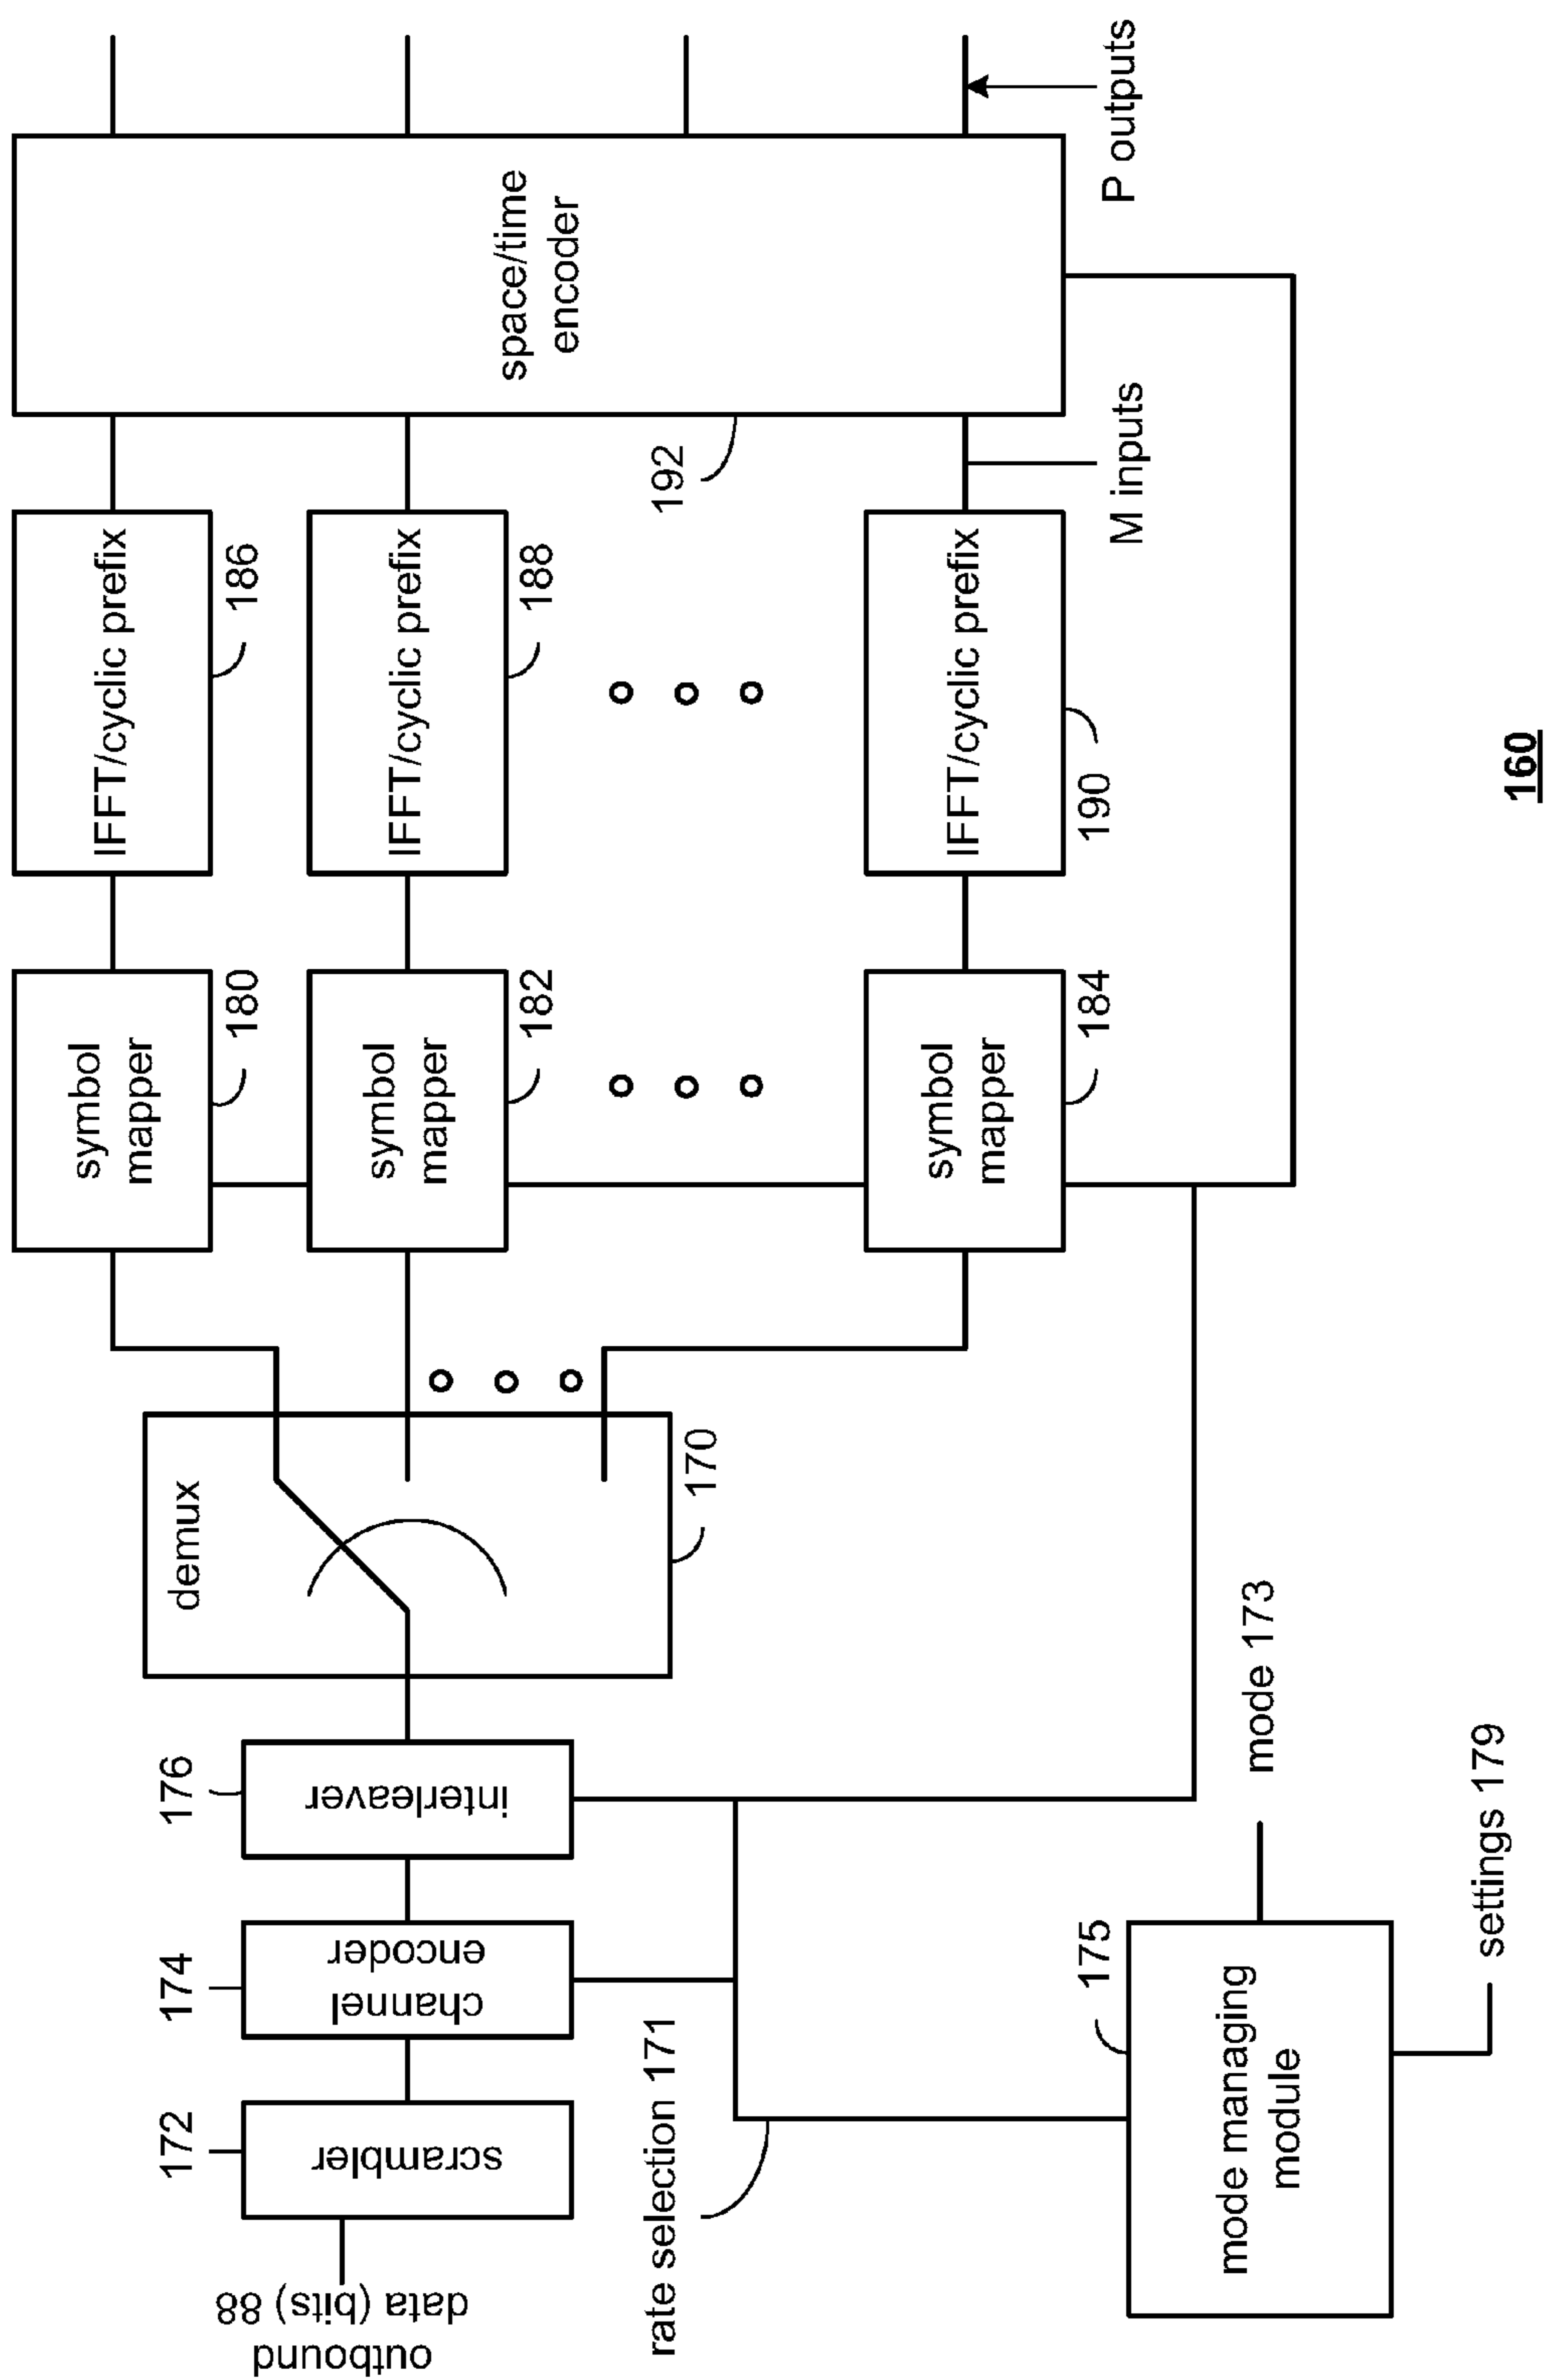 outbound
data (bits) 88
172
scrambler
174
channel
encoder
176
interleaver
demux
170
symbol
mapper
180
symbol
mapper
182
symbol
mapper
184
IFFT/cyclic prefix
186
IFFT/cyclic prefix
188
IFFT/cyclic prefix
190
M inputs
192
space/time
encoder
P outputs
rate selection 171
mode managing
module
175
mode 173
settings 179
160